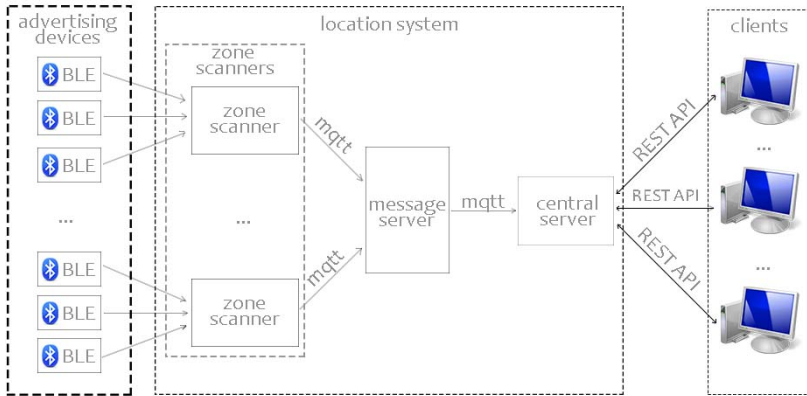 advertising
devices
BLE
BLE
BLE
...
BLE
BLE
BLE
location system
zone
scanners
zone
scanner
...
zone
scanner
mqtt
mqtt
message
server
mqtt
central
server
REST API
REST API
REST API
clients
...
...